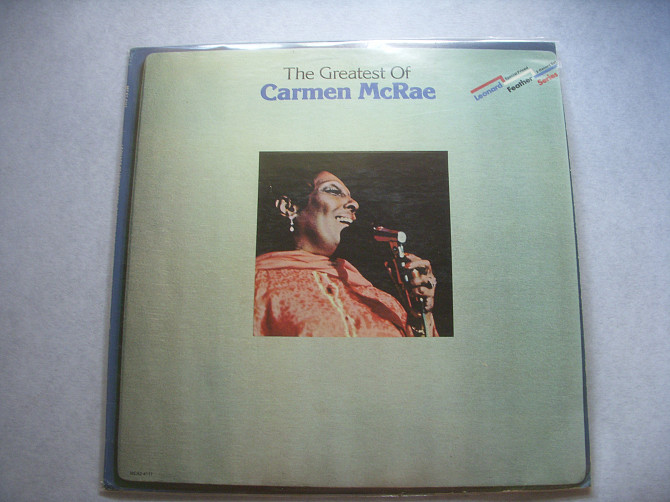 The Greatest Of
Carmen McRae
Leonard
Feather
Series